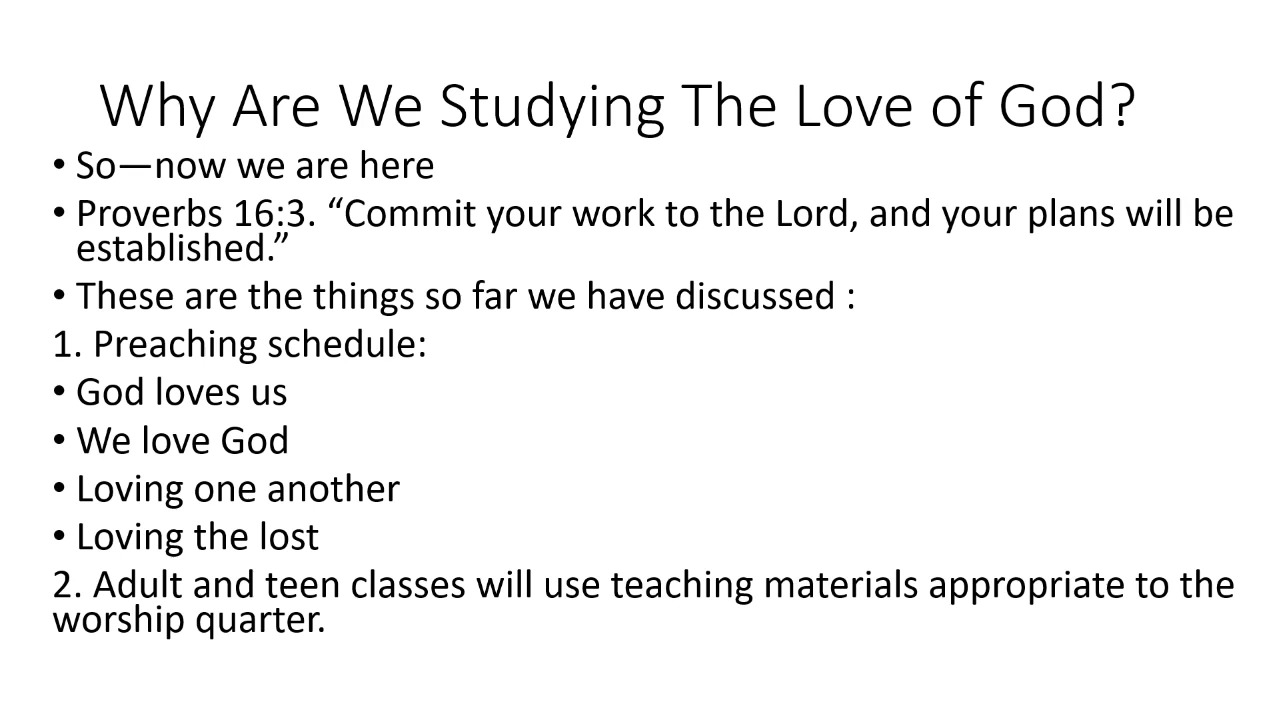 Why Are We Studying The Love of God?
• So—now we are here
• Proverbs 16:3. “Commit your work to the Lord, and your plans will be
established.”
• These are the things so far we have discussed :
1. Preaching schedule:
• God loves us
• We love God
• Loving one another
• Loving the lost
2. Adult and teen classes will use teaching materials appropriate to the
worship quarter.